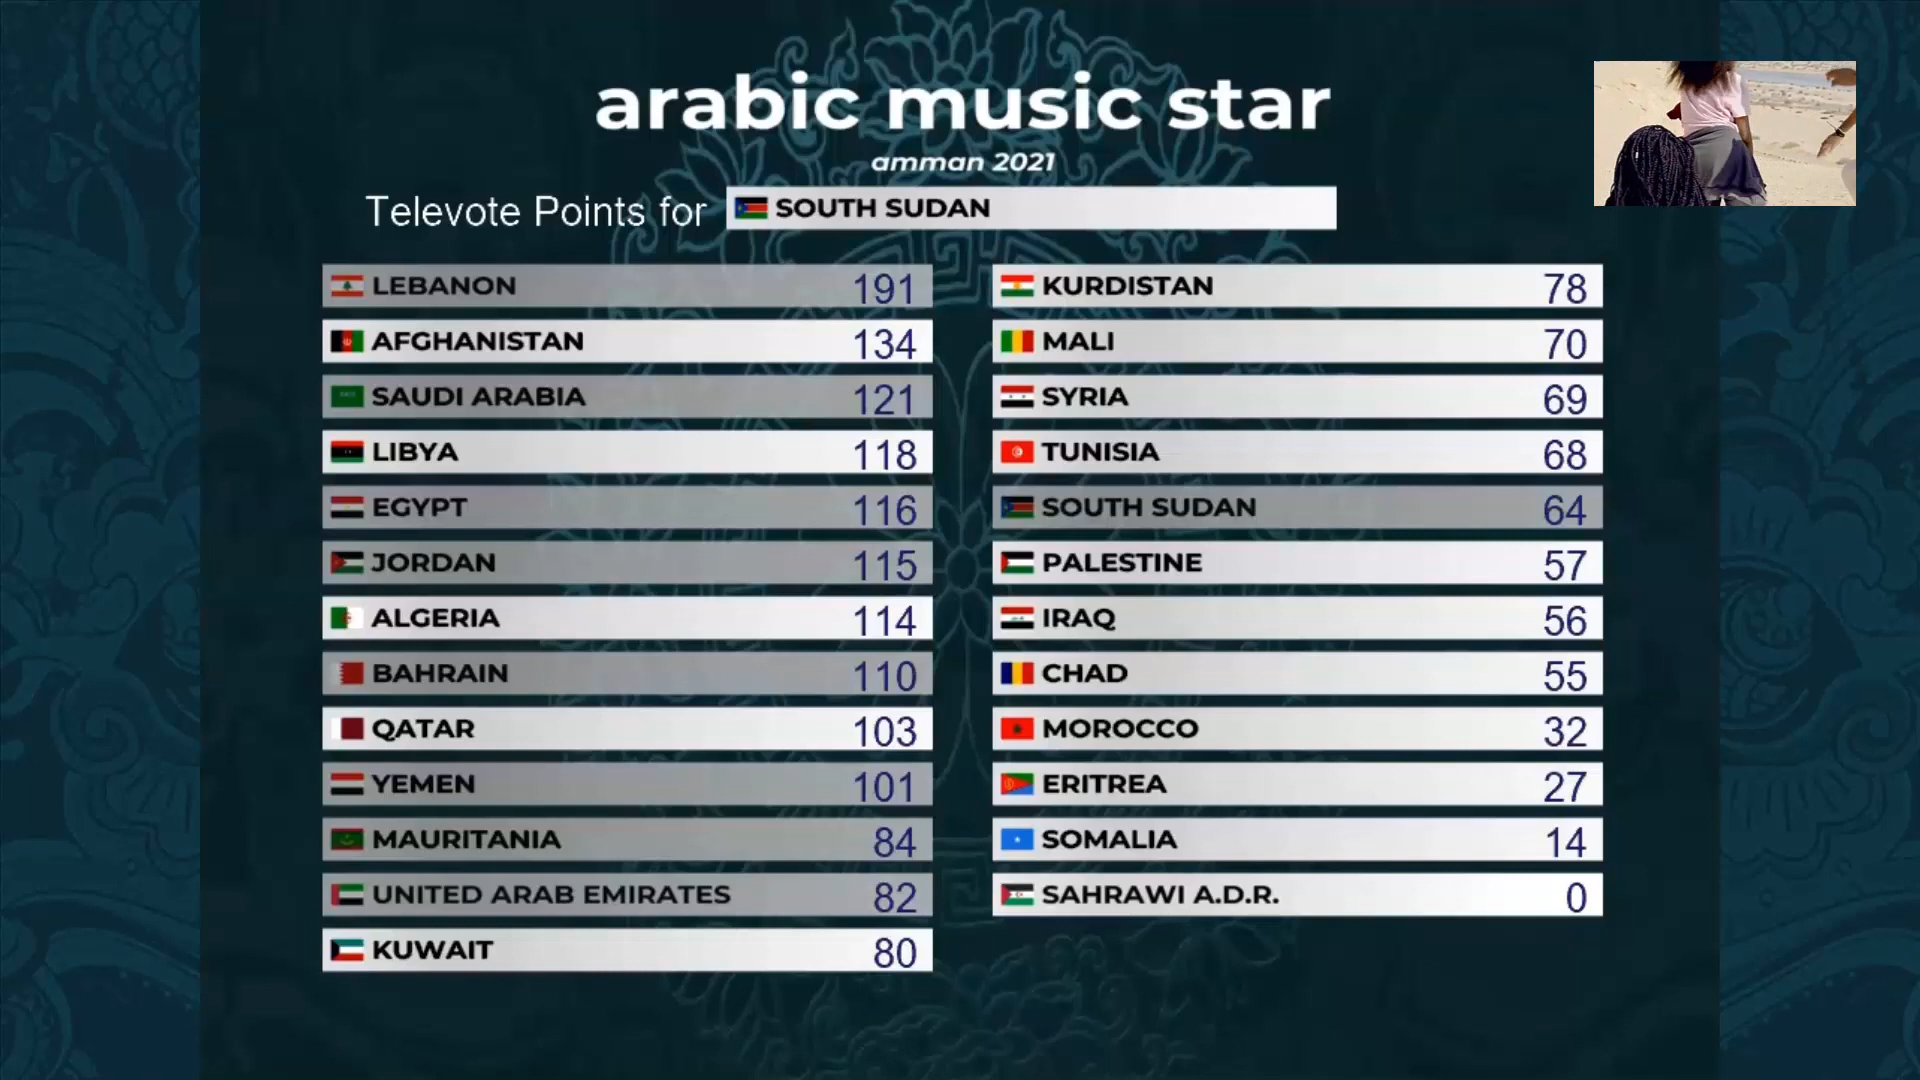 arabic music star
amman 2021
Televote Points for SOUTH SUDAN
LEBANON 191
AFGHANISTAN 134
SAUDI ARABIA 121
LIBYA 118
EGYPT 116
JORDAN 115
ALGERIA 114
BAHRAIN 110
QATAR 103
YEMEN 101
MAURITANIA 84
UNITED ARAB EMIRATES 82
KUWAIT 80
KURDISTAN 78
MALI 70
SYRIA 69
TUNISIA 68
SOUTH SUDAN 64
PALESTINE 57
IRAQ 56
CHAD 55
MOROCCO 32
ERITREA 27
SOMALIA 14
SAHRAWI A.D.R. 0